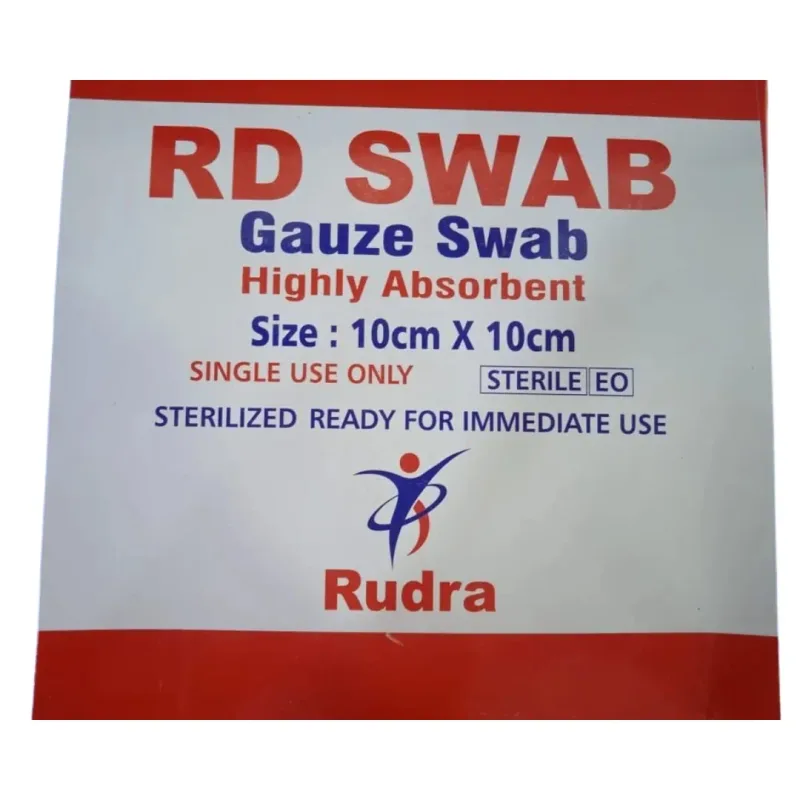 RD SWAB
Gauze Swab
Highly Absorbent
Size : 10cm X 10cm
SINGLE USE ONLY STERILE EO
STERILIZED READY FOR IMMEDIATE USE
Rudra